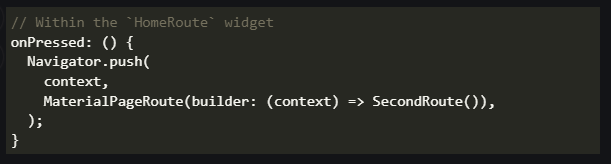 // Within the `HomeRoute` widget
onPressed: () {
  Navigator.push(
    context,
    MaterialPageRoute(builder: (context) => SecondRoute()),
  );
}